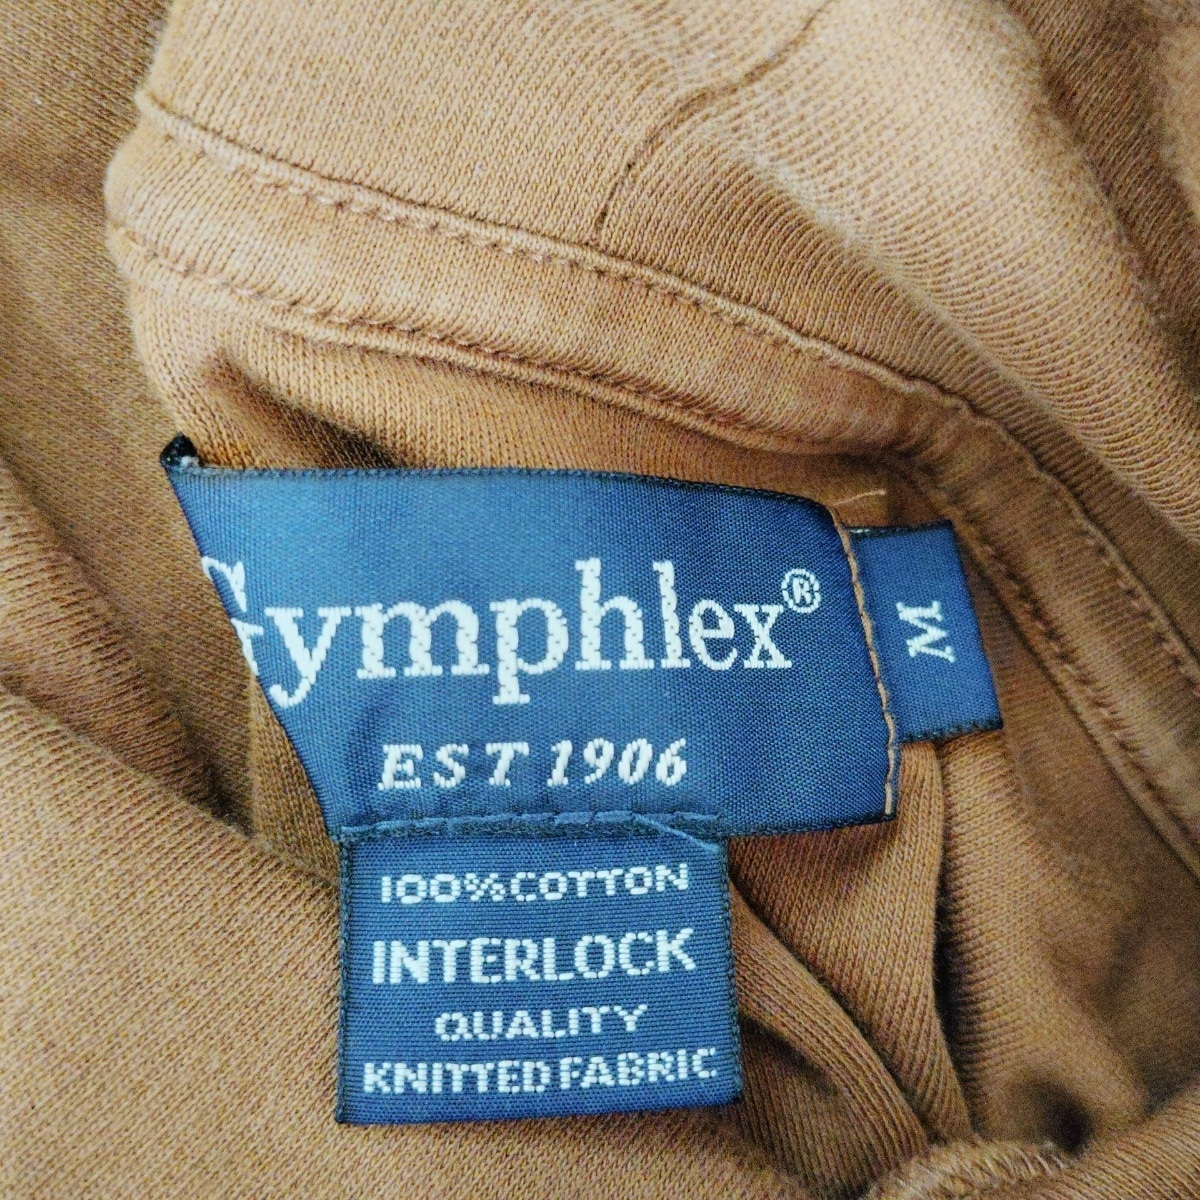 Gymphlex®
EST 1906
M
100%COTTON
INTERLOCK
QUALITY
KNITTED FABRIC